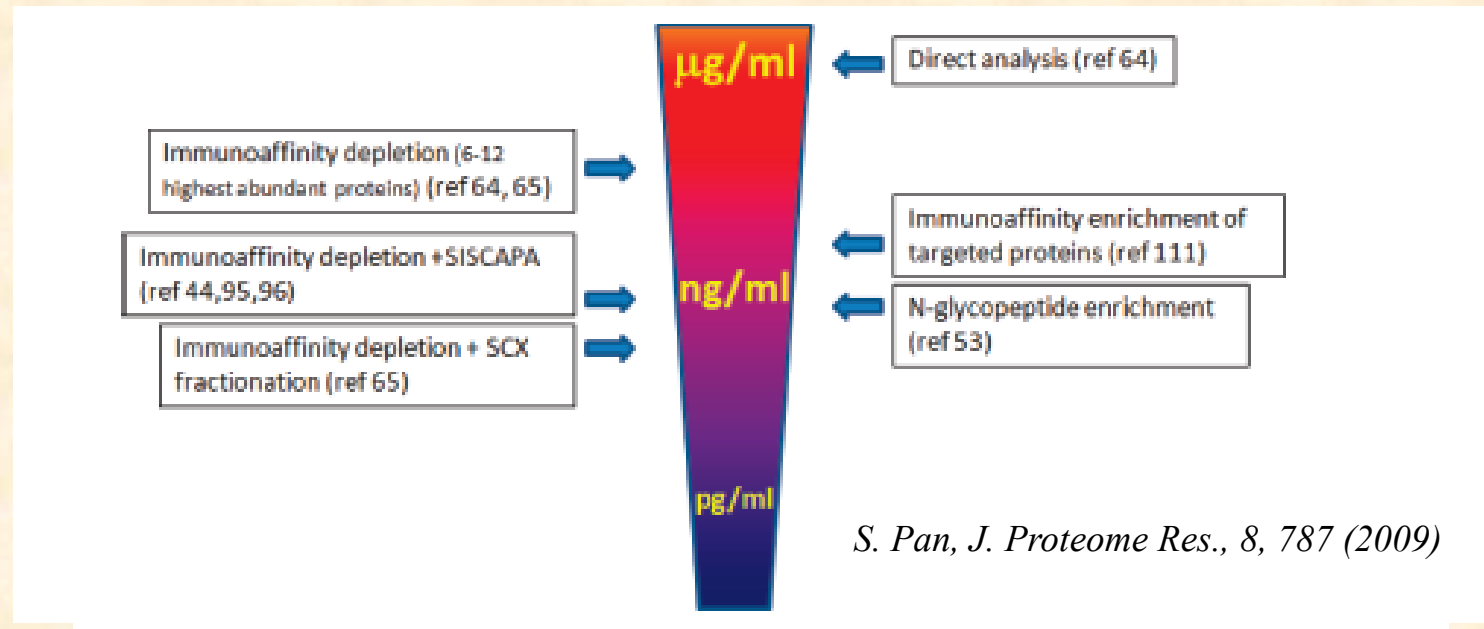 μg/ml
Direct analysis (ref 64)
Immunoaffinity depletion (6-12
highest abundant proteins) (ref 64, 65)
Immunoaffinity enrichment of
targeted proteins (ref 111)
Immunoaffinity depletion +SISCAPA
(ref 44,95,96)
ng/ml
N-glycopeptide enrichment
(ref 53)
Immunoaffinity depletion + SCX
fractionation (ref 65)
pg/ml
S. Pan, J. Proteome Res., 8, 787 (2009)